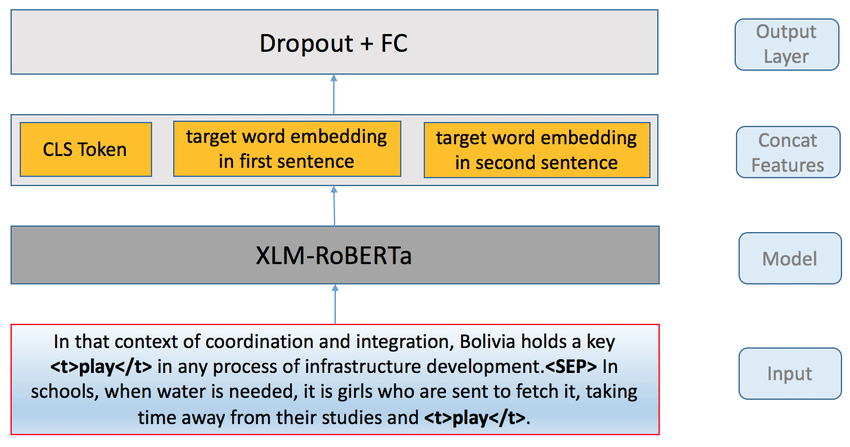 Dropout + FC
Output
Layer
CLS Token
target word embedding
in first sentence
target word embedding
in second sentence
Concat
Features
XLM-RoBERTa
Model
In that context of coordination and integration, Bolivia holds a key
<t>play</t> in any process of infrastructure development.<SEP> In
schools, when water is needed, it is girls who are sent to fetch it, taking
time away from their studies and <t>play</t>.
Input